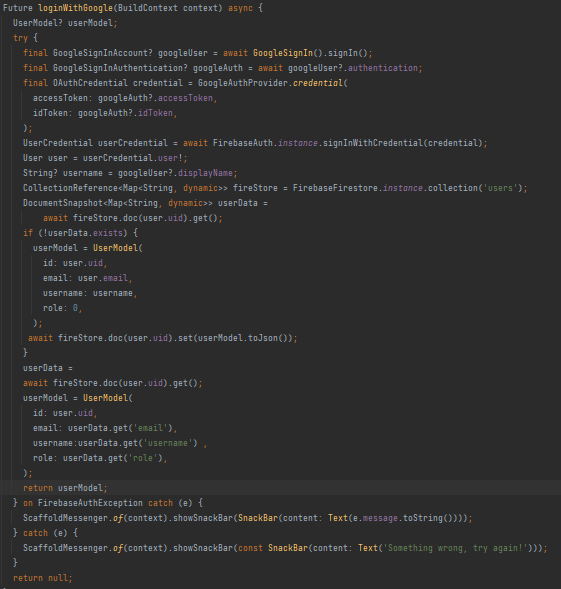 Future loginWithGoogle(BuildContext context) async {
UserModel? userModel;
try {
final GoogleSignInAccount? googleUser = await GoogleSignIn().signIn();
final GoogleSignInAuthentication? googleAuth = await googleUser?.authentication;
final OAuthCredential credential = GoogleAuthProvider.credential(
accessToken: googleAuth?.accessToken,
idToken: googleAuth?.idToken,
);
UserCredential userCredential = await FirebaseAuth.instance.signInWithCredential(credential);
User user = userCredential.user!;
String? username = googleUser?.displayName;
CollectionReference<Map<String, dynamic>> fireStore = FirebaseFirestore.instance.collection('users');
DocumentSnapshot<Map<String, dynamic>> userData =
await fireStore.doc(user.uid).get();
if (!userData.exists) {
userModel = UserModel(
id: user.uid,
email: user.email,
username: username,
role: 0,
);
await fireStore.doc(user.uid).set(userModel.toJson());
}
userData =
await fireStore.doc(user.uid).get();
userModel = UserModel(
id: user.uid,
email: userData.get('email'),
username:userData.get('username') ,
role: userData.get('role'),
);
return userModel;
} on FirebaseAuthException catch (e) {
ScaffoldMessenger.of(context).showSnackBar(SnackBar(content: Text(e.message.toString())));
} catch (e) {
ScaffoldMessenger.of(context).showSnackBar(const SnackBar(content: Text('Something wrong, try again!')));
}
return null;